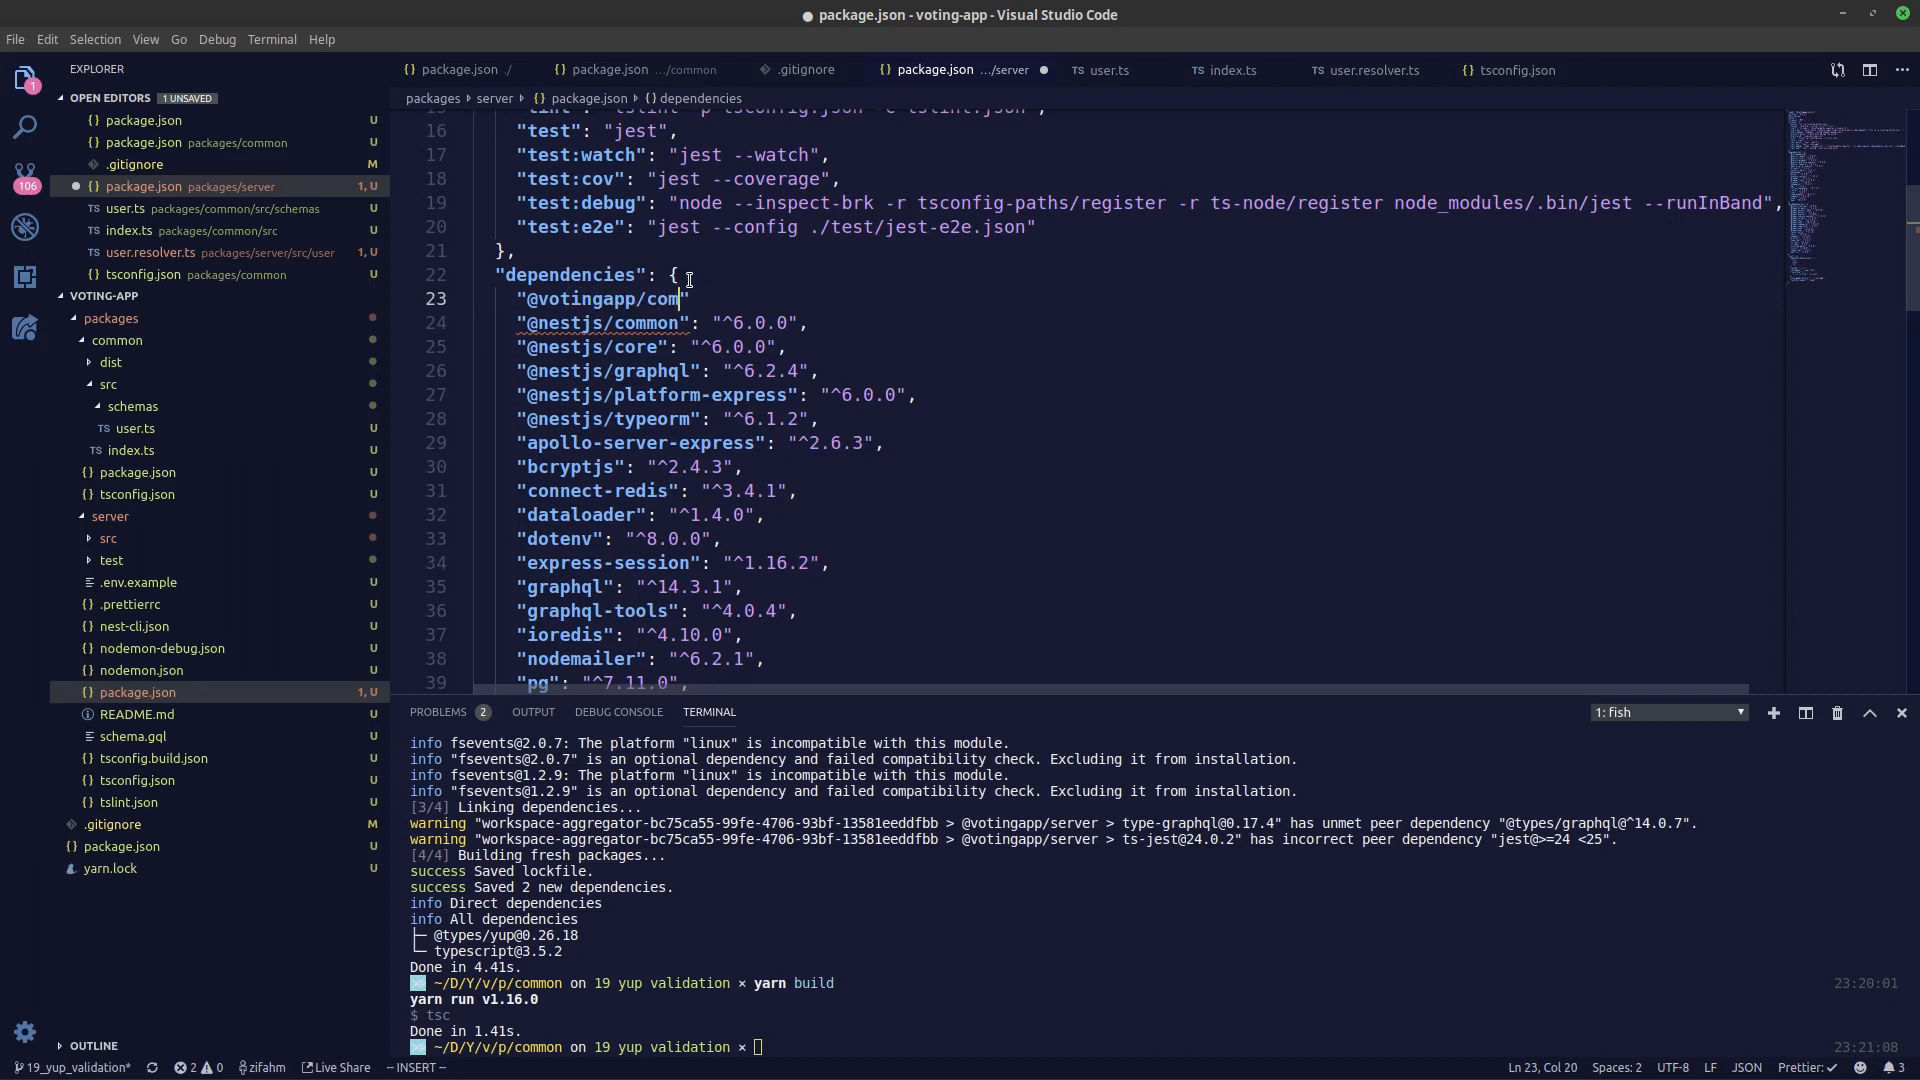 package.json - voting-app - Visual Studio Code
File Edit Selection View Go Debug Terminal Help
EXPLORER
OPEN EDITORS 1 UNSAVED
{} package.json U
{} package.json packages/common U
.gitignore M
{} package.json packages/server 1, U
TS user.ts packages/common/src/schemas U
TS index.ts packages/common/src U
TS user.resolver.ts packages/server/src/user 1, U
{} tsconfig.json packages/common U
VOTING-APP
packages
common
dist
src
schemas
TS user.ts U
TS index.ts U
{} package.json U
{} tsconfig.json U
server
src
test
.env.example U
{} .prettierrc U
{} nest-cli.json U
{} nodemon-debug.json U
{} nodemon.json U
{} package.json 1, U
README.md U
schema.gql U
{} tsconfig.build.json U
{} tsconfig.json U
{} tslint.json U
.gitignore M
{} package.json U
yarn.lock U
OUTLINE
1
106
{} package.json ./ {} package.json .../common .gitignore {} package.json .../server TS user.ts TS index.ts TS user.resolver.ts {} tsconfig.json
packages server {} package.json {} dependencies
15 "lint": "tslint -p tsconfig.json -c tslint.json",
16 "test": "jest",
17 "test:watch": "jest --watch",
18 "test:cov": "jest --coverage",
19 "test:debug": "node --inspect-brk -r tsconfig-paths/register -r ts-node/register node_modules/.bin/jest --runInBand",
20 "test:e2e": "jest --config ./test/jest-e2e.json"
21 },
22 "dependencies": {
23 "@votingapp/com"
24 "@nestjs/common": "^6.0.0",
25 "@nestjs/core": "^6.0.0",
26 "@nestjs/graphql": "^6.2.4",
27 "@nestjs/platform-express": "^6.0.0",
28 "@nestjs/typeorm": "^6.1.2",
29 "apollo-server-express": "^2.6.3",
30 "bcryptjs": "^2.4.3",
31 "connect-redis": "^3.4.1",
32 "dataloader": "^1.4.0",
33 "dotenv": "^8.0.0",
34 "express-session": "^1.16.2",
35 "graphql": "^14.3.1",
36 "graphql-tools": "^4.0.4",
37 "ioredis": "^4.10.0",
38 "nodemailer": "^6.2.1",
39 "pg": "^7.11.0",
PROBLEMS 2 OUTPUT DEBUG CONSOLE TERMINAL 1: fish
info fsevents@2.0.7: The platform "linux" is incompatible with this module.
info "fsevents@2.0.7" is an optional dependency and failed compatibility check. Excluding it from installation.
info fsevents@1.2.9: The platform "linux" is incompatible with this module.
info "fsevents@1.2.9" is an optional dependency and failed compatibility check. Excluding it from installation.
[3/4] Linking dependencies...
warning "workspace-aggregator-bc75ca55-99fe-4706-93bf-13581eeddfbb > @votingapp/server > type-graphql@0.17.4" has unmet peer dependency "@types/graphql@^14.0.7".
warning "workspace-aggregator-bc75ca55-99fe-4706-93bf-13581eeddfbb > @votingapp/server > ts-jest@24.0.2" has incorrect peer dependency "jest@>=24 <25".
[4/4] Building fresh packages...
success Saved lockfile.
success Saved 2 new dependencies.
info Direct dependencies
info All dependencies
├─ @types/yup@0.26.18
└─ typescript@3.5.2
Done in 4.41s.
>> ~/D/Y/v/p/common on 19 yup validation × yarn build 23:20:01
yarn run v1.16.0
$ tsc
Done in 1.41s.
>> ~/D/Y/v/p/common on 19 yup validation × 23:21:08
19_yup_validation* 2 0 zifahm Live Share -- INSERT -- Ln 23, Col 20 Spaces: 2 UTF-8 LF JSON Prettier: ✓ 3